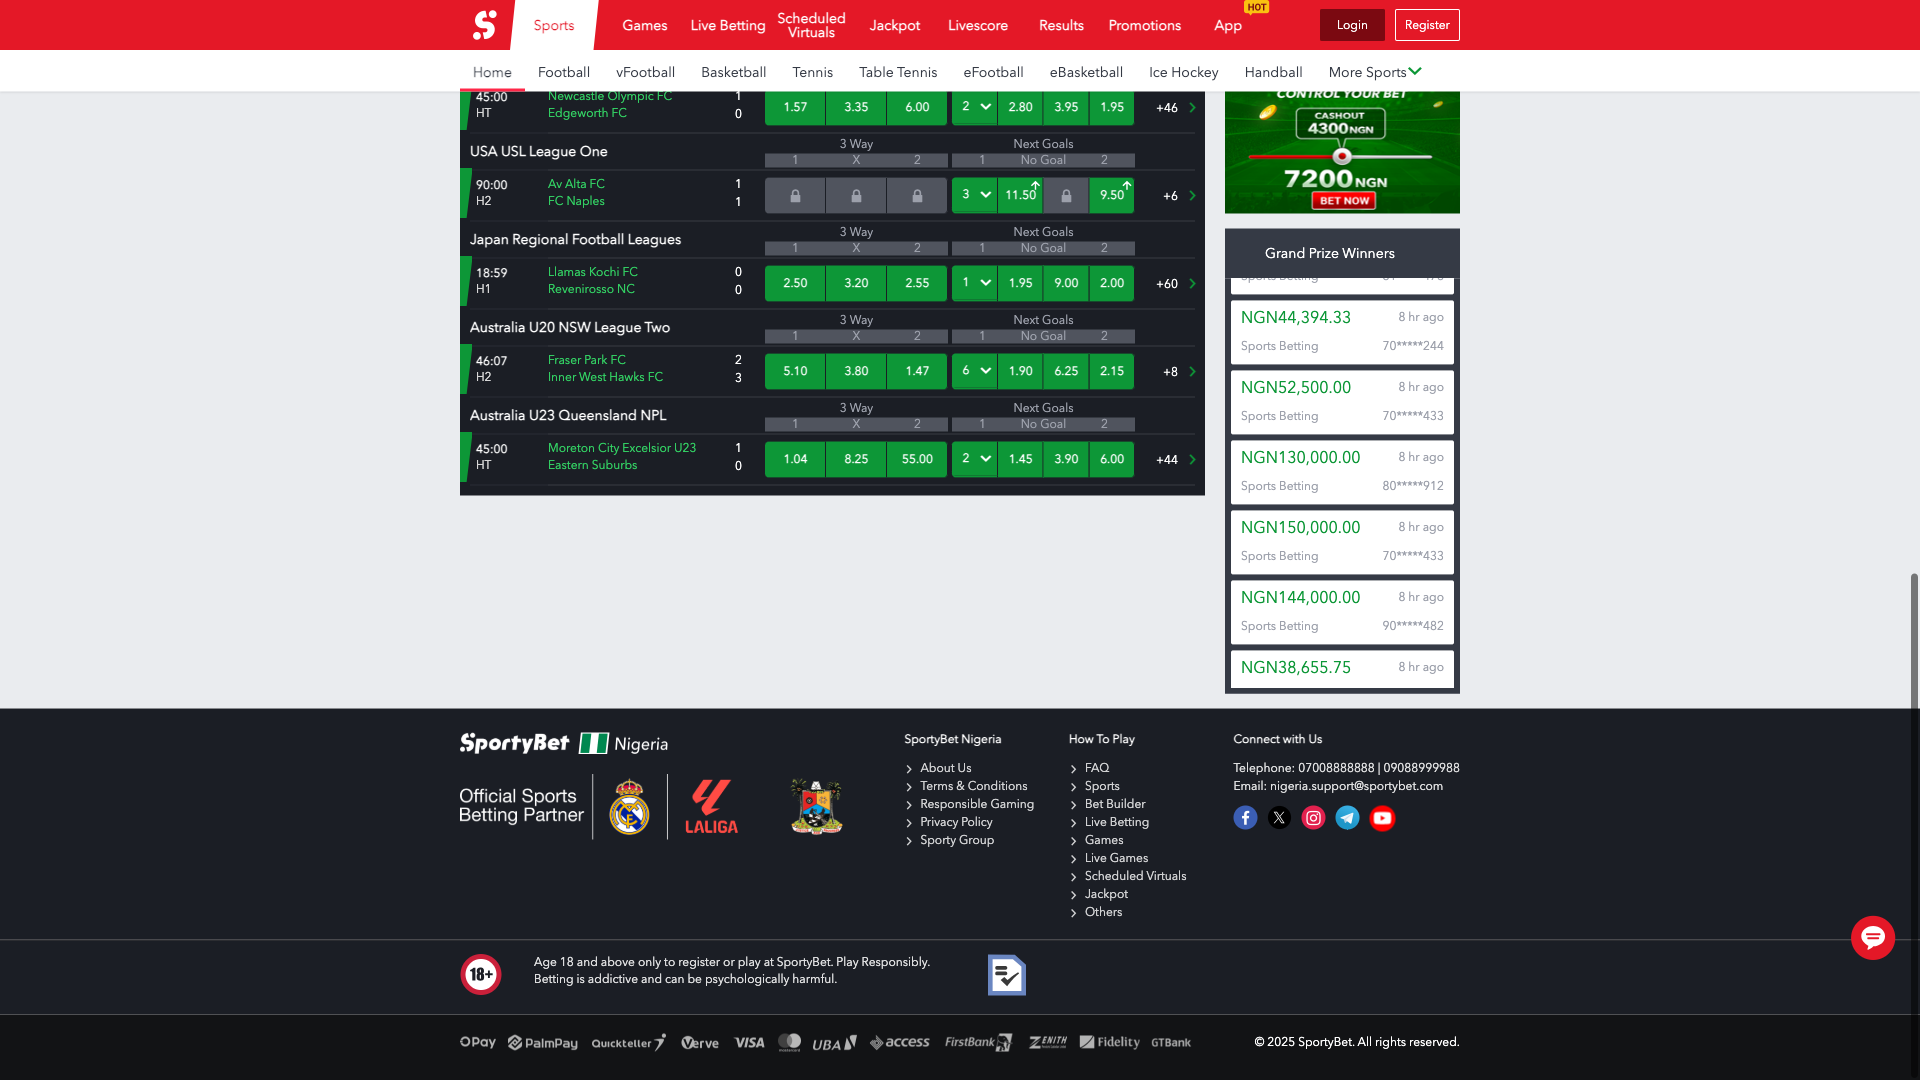 Sports
Games
Live Betting
Scheduled Virtuals
Jackpot
Livescore
Results
Promotions
App
HOT
Login
Register
Home
Football
vFootball
Basketball
Tennis
Table Tennis
eFootball
eBasketball
Ice Hockey
Handball
More Sports
45:00 Newcastle Olympic FC 1
HT Edgeworth FC 0
1.57 3.35 6.00 2 2.80 3.95 1.95 +46
USA USL League One
3 Way Next Goals
1 X 2 1 No Goal 2
90:00 Av Alta FC 1
H2 FC Naples 1
3 11.50 9.50 +6
Japan Regional Football Leagues
3 Way Next Goals
1 X 2 1 No Goal 2
18:59 Llamas Kochi FC 0
H1 Revenirosso NC 0
2.50 3.20 2.55 1 1.95 9.00 2.00 +60
Australia U20 NSW League Two
3 Way Next Goals
1 X 2 1 No Goal 2
46:07 Fraser Park FC 2
H2 Inner West Hawks FC 3
5.10 3.80 1.47 6 1.90 6.25 2.15 +8
Australia U23 Queensland NPL
3 Way Next Goals
1 X 2 1 No Goal 2
45:00 Moreton City Excelsior U23 1
HT Eastern Suburbs 0
1.04 8.25 55.00 2 1.45 3.90 6.00 +44
CONTROL YOUR BET
CASHOUT
4300NGN
7200NGN
BET NOW
Grand Prize Winners
Sports Betting
NGN44,394.33 8 hr ago
Sports Betting 70*****244
NGN52,500.00 8 hr ago
Sports Betting 70*****433
NGN130,000.00 8 hr ago
Sports Betting 80*****912
NGN150,000.00 8 hr ago
Sports Betting 70*****433
NGN144,000.00 8 hr ago
Sports Betting 90*****482
NGN38,655.75 8 hr ago
SportyBet Nigeria
Official Sports
Betting Partner
LALIGA
SportyBet Nigeria
About Us
Terms & Conditions
Responsible Gaming
Privacy Policy
Sporty Group
How To Play
FAQ
Sports
Bet Builder
Live Betting
Games
Live Games
Scheduled Virtuals
Jackpot
Others
Connect with Us
Telephone: 07008888888 | 09088999988
Email: nigeria.support@sportybet.com
18+
Age 18 and above only to register or play at SportyBet. Play Responsibly.
Betting is addictive and can be psychologically harmful.
OPay PalmPay Quickteller Verve VISA UBA access FirstBank ZENITH Fidelity GTBank
© 2025 SportyBet. All rights reserved.